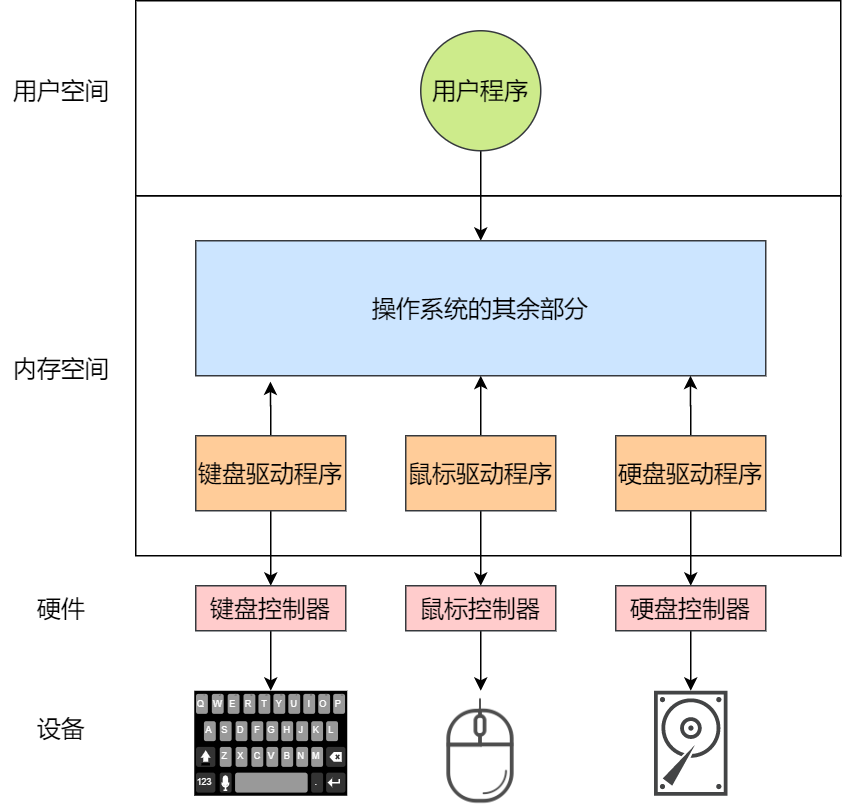 用户空间
用户程序
操作系统的其余部分
内存空间
键盘驱动程序
鼠标驱动程序
硬盘驱动程序
硬件
键盘控制器
鼠标控制器
硬盘控制器
设备
Q W E R T Y U I O P
A S D F G H J K L
Z X C V B N M
123 .